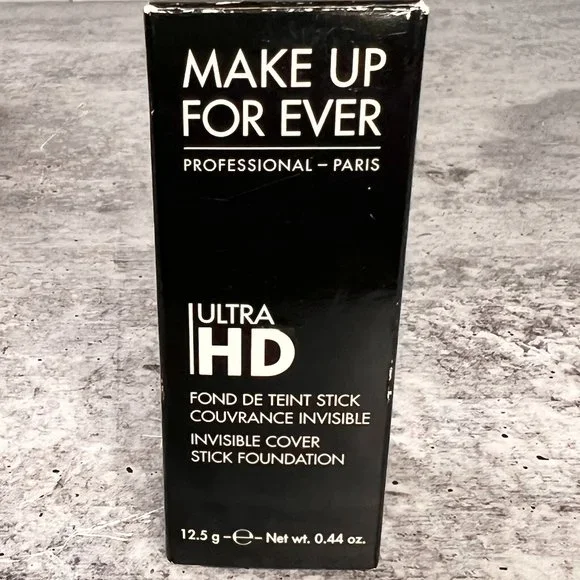 MAKE UP
FOR EVER
PROFESSIONAL – PARIS
ULTRA
HD
FOND DE TEINT STICK
COUVRANCE INVISIBLE
INVISIBLE COVER
STICK FOUNDATION
12.5 g –℮– Net wt. 0.44 oz.